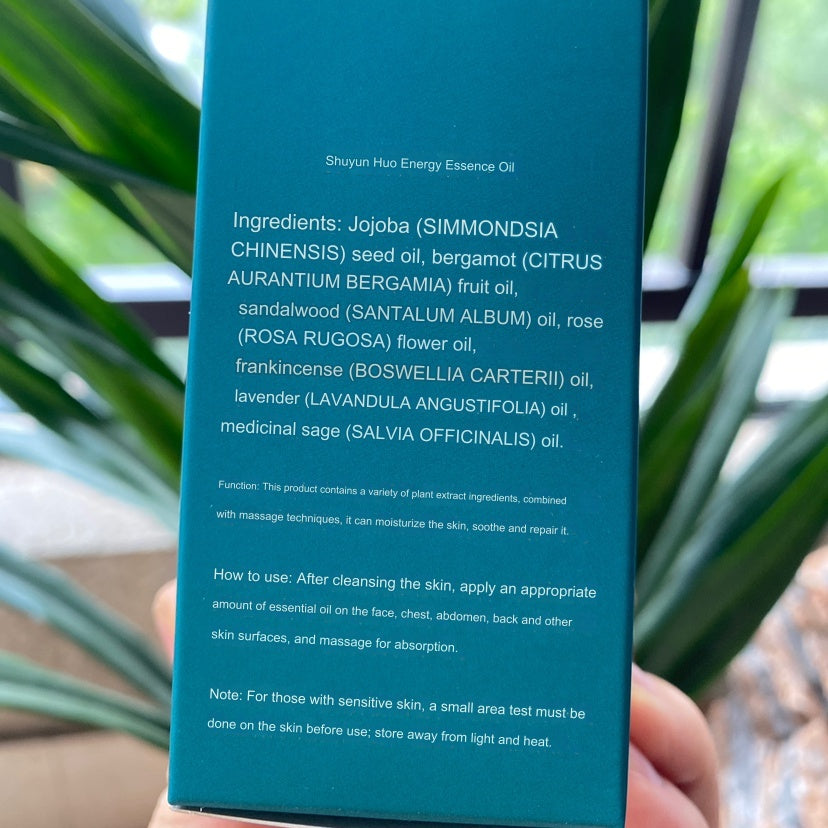 Shuyun Huo Energy Essence Oil
Ingredients: Jojoba (SIMMONDSIA
CHINENSIS) seed oil, bergamot (CITRUS
AURANTIUM BERGAMIA) fruit oil,
sandalwood (SANTALUM ALBUM) oil, rose
(ROSA RUGOSA) flower oil,
frankincense (BOSWELLIA CARTERII) oil,
lavender (LAVANDULA ANGUSTIFOLIA) oil ,
medicinal sage (SALVIA OFFICINALIS) oil.
Function: This product contains a variety of plant extract ingredients, combined
with massage techniques, it can moisturize the skin, soothe and repair it.
How to use: After cleansing the skin, apply an appropriate
amount of essential oil on the face, chest, abdomen, back and other
skin surfaces, and massage for absorption.
Note: For those with sensitive skin, a small area test must be
done on the skin before use; store away from light and heat.